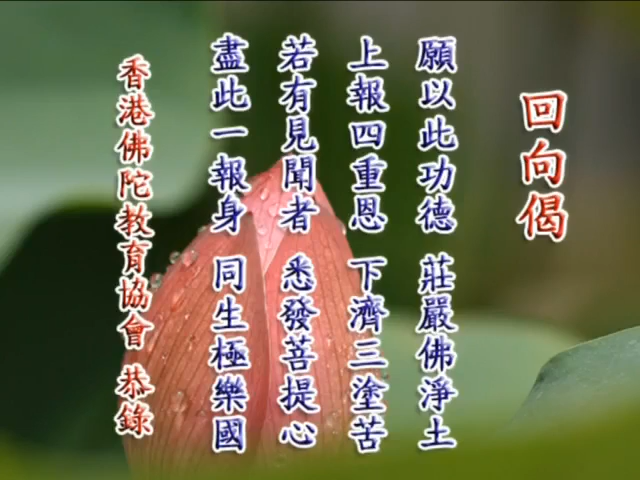 回向偈
願以此功德 莊嚴佛淨土
上報四重恩 下濟三塗苦
若有見聞者 悉發菩提心
盡此一報身 同生極樂國
香港佛陀教育協會 恭錄